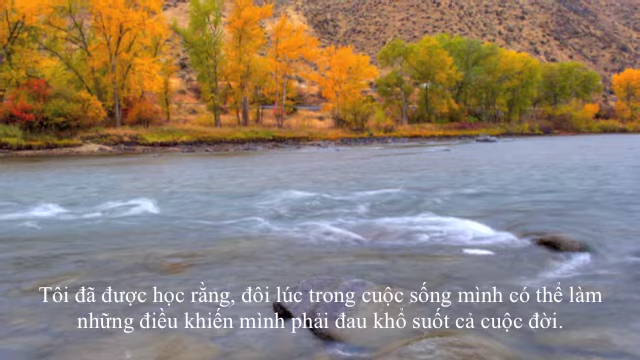 Tôi đã được học rằng, đôi lúc trong cuộc sống mình có thể làm
những điều khiến mình phải đau khổ suốt cả cuộc đời.